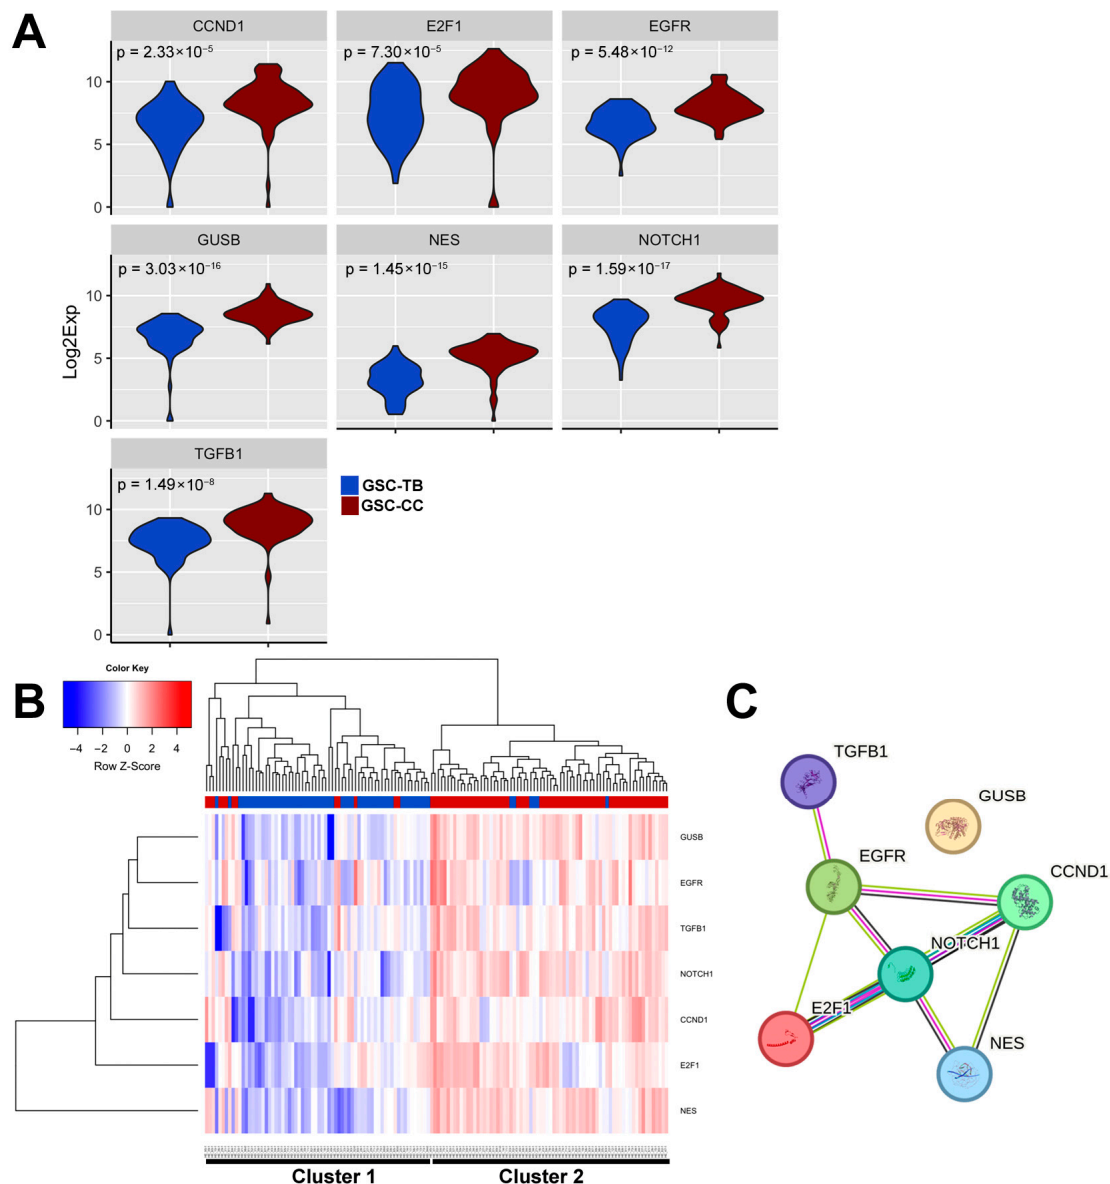 A
CCND1
E2F1
EGFR
p = 2.33×10⁻⁵
p = 7.30×10⁻⁵
p = 5.48×10⁻¹²
10
5
0
GUSB
NES
NOTCH1
p = 3.03×10⁻¹⁶
p = 1.45×10⁻¹⁵
p = 1.59×10⁻¹⁷
10
5
0
Log2Exp
TGFB1
p = 1.49×10⁻⁸
10
5
0
GSC-TB
GSC-CC
B
Color Key
−4 −2 0 2 4
Row Z-Score
GUSB
EGFR
TGFB1
NOTCH1
CCND1
E2F1
NES
Cluster 1
Cluster 2
C
TGFB1
GUSB
EGFR
CCND1
NOTCH1
E2F1
NES